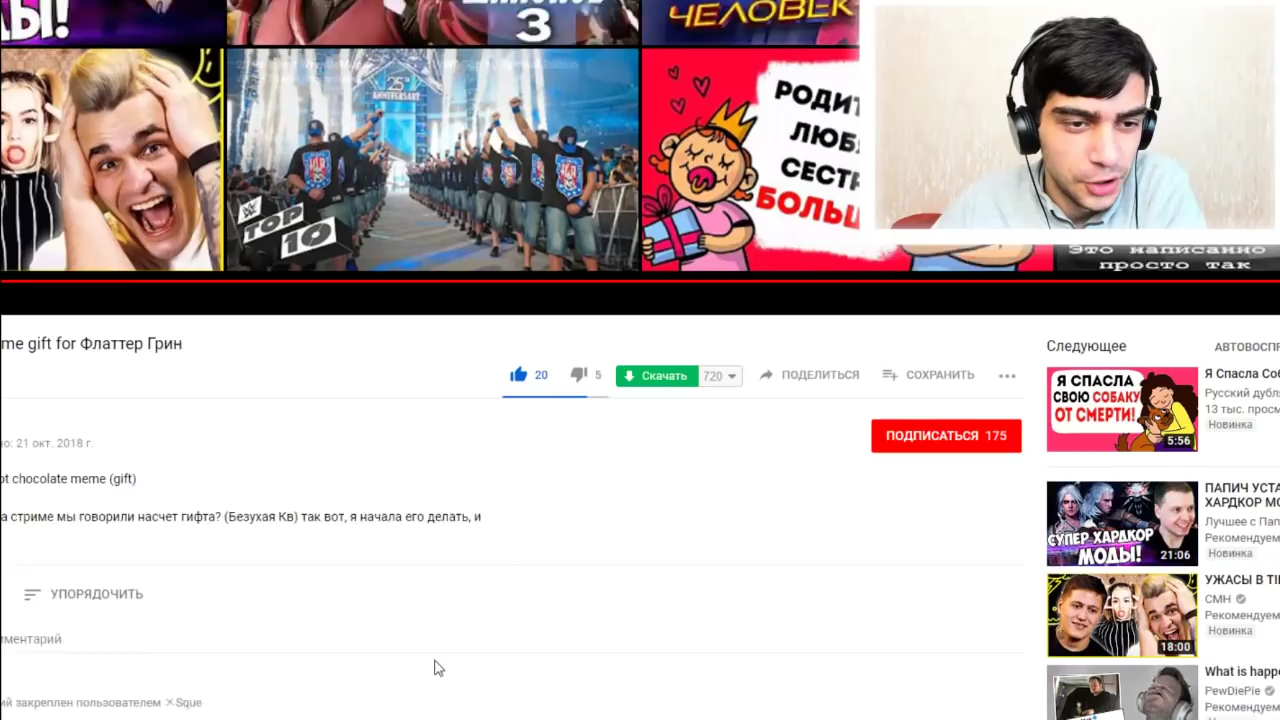 Ы!
3
ЧЕЛОВЕК
25th
ANNIVERSARY
TOP
10
РОДИТ
ЛЮБ
СЕСТР
БОЛЬШ
Это написанно
просто так
me gift for Флаттер Грин
20
5
Скачать
720
ПОДЕЛИТЬСЯ
СОХРАНИТЬ
но: 21 окт. 2018 г.
ПОДПИСАТЬСЯ 175
ot chocolate meme (gift)
а стриме мы говорили насчет гифта? (Безухая Кв) так вот, я начала его делать, и
УПОРЯДОЧИТЬ
мментарий
ий закреплен пользователем ×Sque
Следующее
АВТОВОСПР
Я СПАСЛА
СВОЮ СОБАКУ
ОТ СМЕРТИ!
5:56
Я Спасла Соб
Русский дубл
13 тыс. просм
Новинка
СУПЕР ХАРДКОР
МОДЫ!
21:06
ПАПИЧ УСТА
ХАРДКОР МО
Лучшее с Пап
Рекомендуем
Новинка
18:00
УЖАСЫ В TI
СМН
Рекомендуем
Новинка
What is happe
PewDiePie
Рекомендуем